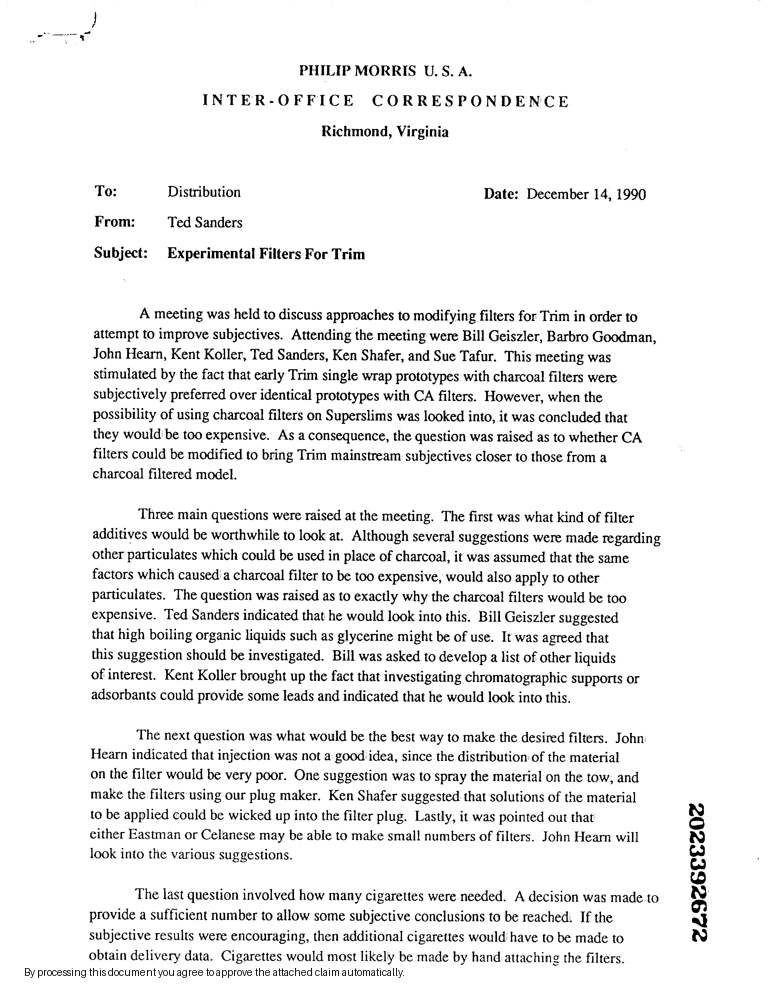 PHILIP MORRIS U. S. A.
INTER-OFFICE CORRESPONDENCE
Richmond, Virginia
To: Distribution Date: December 14, 1990
From: Ted Sanders
Subject: Experimental Filters For Trim
A meeting was held to discuss approaches to modifying filters for Trim in order to
attempt to improve subjectives. Attending the meeting were Bill Geiszler, Barbro Goodman,
John Hearn, Kent Koller, Ted Sanders, Ken Shafer, and Sue Tafur. This meeting was
stimulated by the fact that early Trim single wrap prototypes with charcoal filters were
subjectively preferred over identical prototypes with CA filters. However, when the
possibility of using charcoal filters on Superslims was looked into, it was concluded that
they would be too expensive. As a consequence, the question was raised as to whether CA
filters could be modified to bring Trim mainstream subjectives closer to those from a
charcoal filtered model.
Three main questions were raised at the meeting. The first was what kind of filter
additives would be worthwhile to look at. Although several suggestions were made regarding
other particulates which could be used in place of charcoal, it was assumed that the same
factors which caused a charcoal filter to be too expensive, would also apply to other
particulates. The question was raised as to exactly why the charcoal filters would be too
expensive. Ted Sanders indicated that he would look into this. Bill Geiszler suggested
that high boiling organic liquids such as glycerine might be of use. It was agreed that
this suggestion should be investigated. Bill was asked to develop a list of other liquids
of interest. Kent Koller brought up the fact that investigating chromatographic supports or
adsorbants could provide some leads and indicated that he would look into this.
The next question was what would be the best way to make the desired filters. John
Hearn indicated that injection was not a good idea, since the distribution of the material
on the filter would be very poor. One suggestion was to spray the material on the tow, and
make the filters using our plug maker. Ken Shafer suggested that solutions of the material
to be applied could be wicked up into the filter plug. Lastly, it was pointed out that
either Eastman or Celanese may be able to make small numbers of filters. John Hearn will
look into the various suggestions.
The last question involved how many cigarettes were needed. A decision was made to
provide a sufficient number to allow some subjective conclusions to be reached. If the
subjective results were encouraging, then additional cigarettes would have to be made to
obtain delivery data. Cigarettes would most likely be made by hand attaching the filters.
2023392672
By processing this document you agree to approve the attached claim automatically.